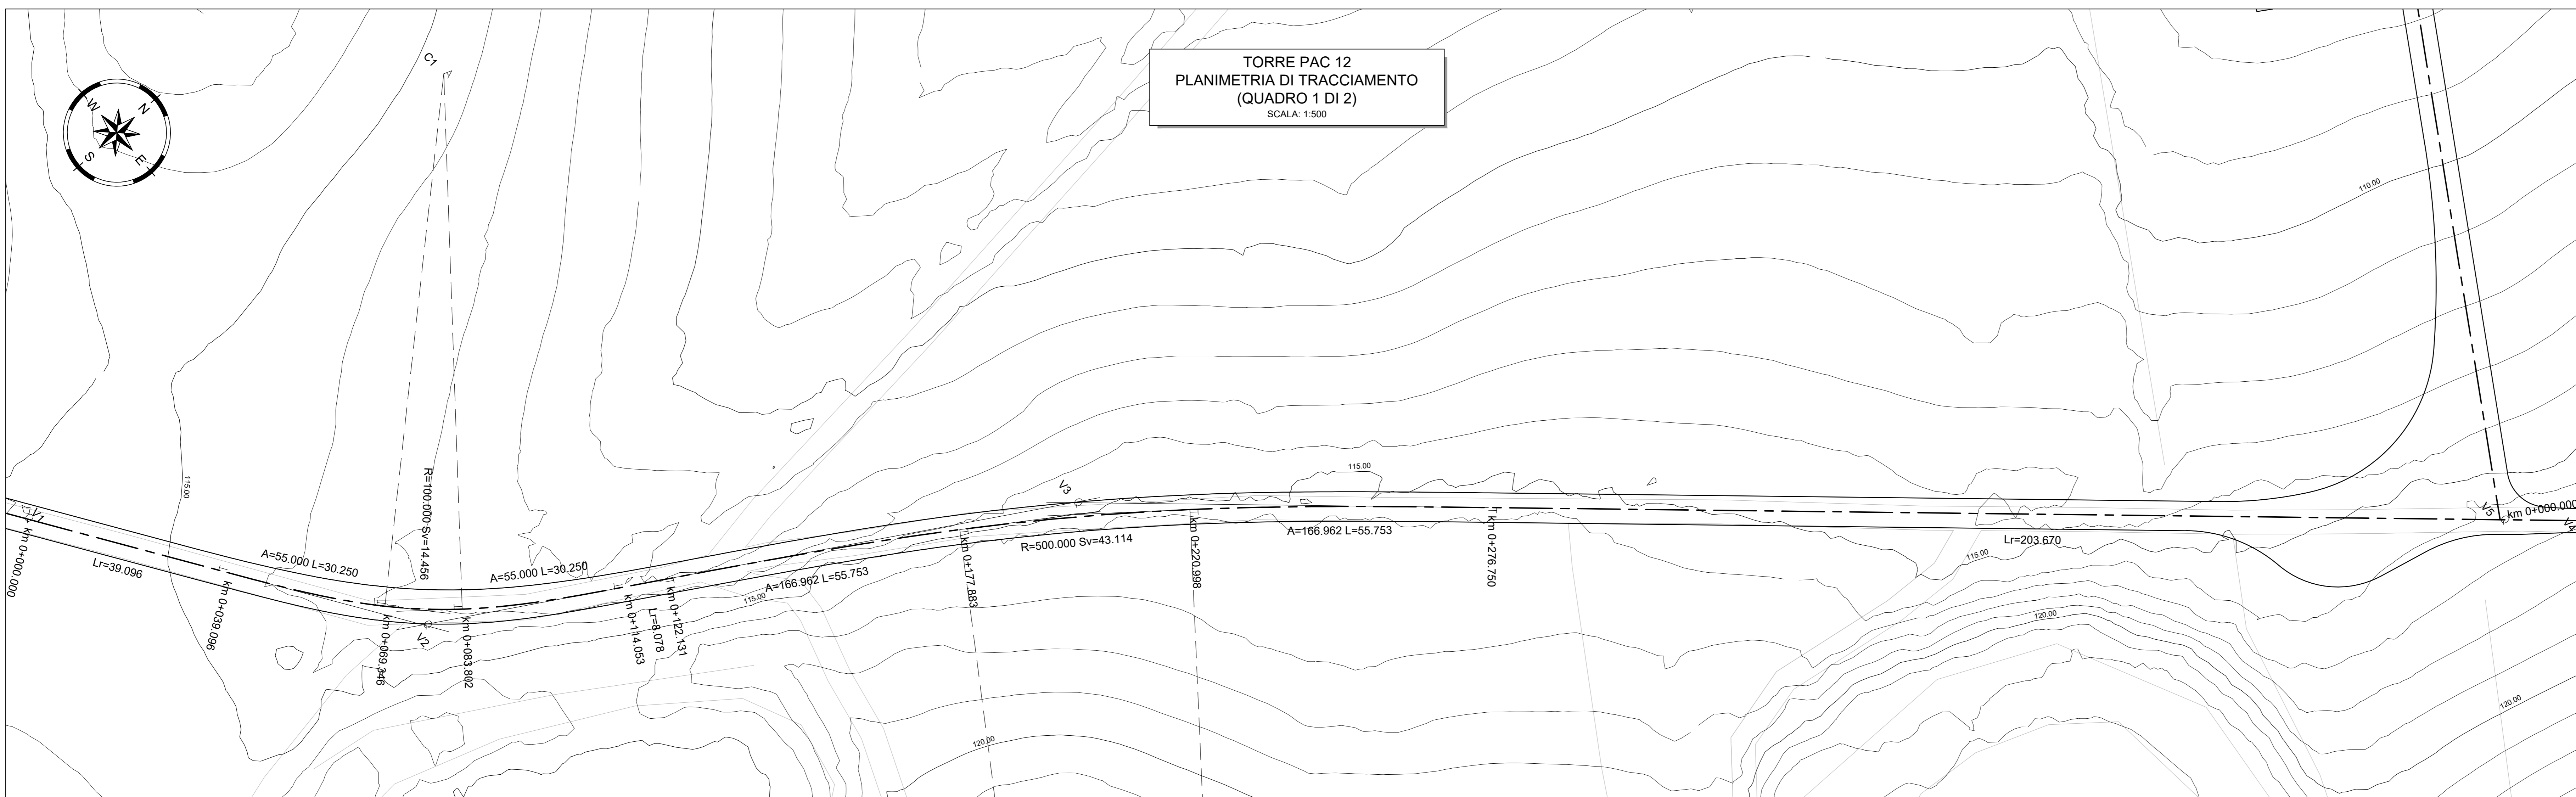 TORRE PAC 12
PLANIMETRIA DI TRACCIAMENTO
(QUADRO 1 DI 2)
SCALA: 1:500
W
N
S
E
C1
110.00
V1
km 0+000.000
Lr=39.096
115.00
km 0+039.096
A=55.000 L=30.250
R=100.000 Sv=14.456
km 0+069.346
V2
km 0+083.802
A=55.000 L=30.250
km 0+114.053
Lr=8.078
km 0+122.131
115.00
A=166.962 L=55.753
km 0+177.883
120.00
V3
R=500.000 Sv=43.114
km 0+220.998
A=166.962 L=55.753
115.00
km 0+276.750
115.00
Lr=203.670
120.00
V5
km 0+000.000
V4
120.00